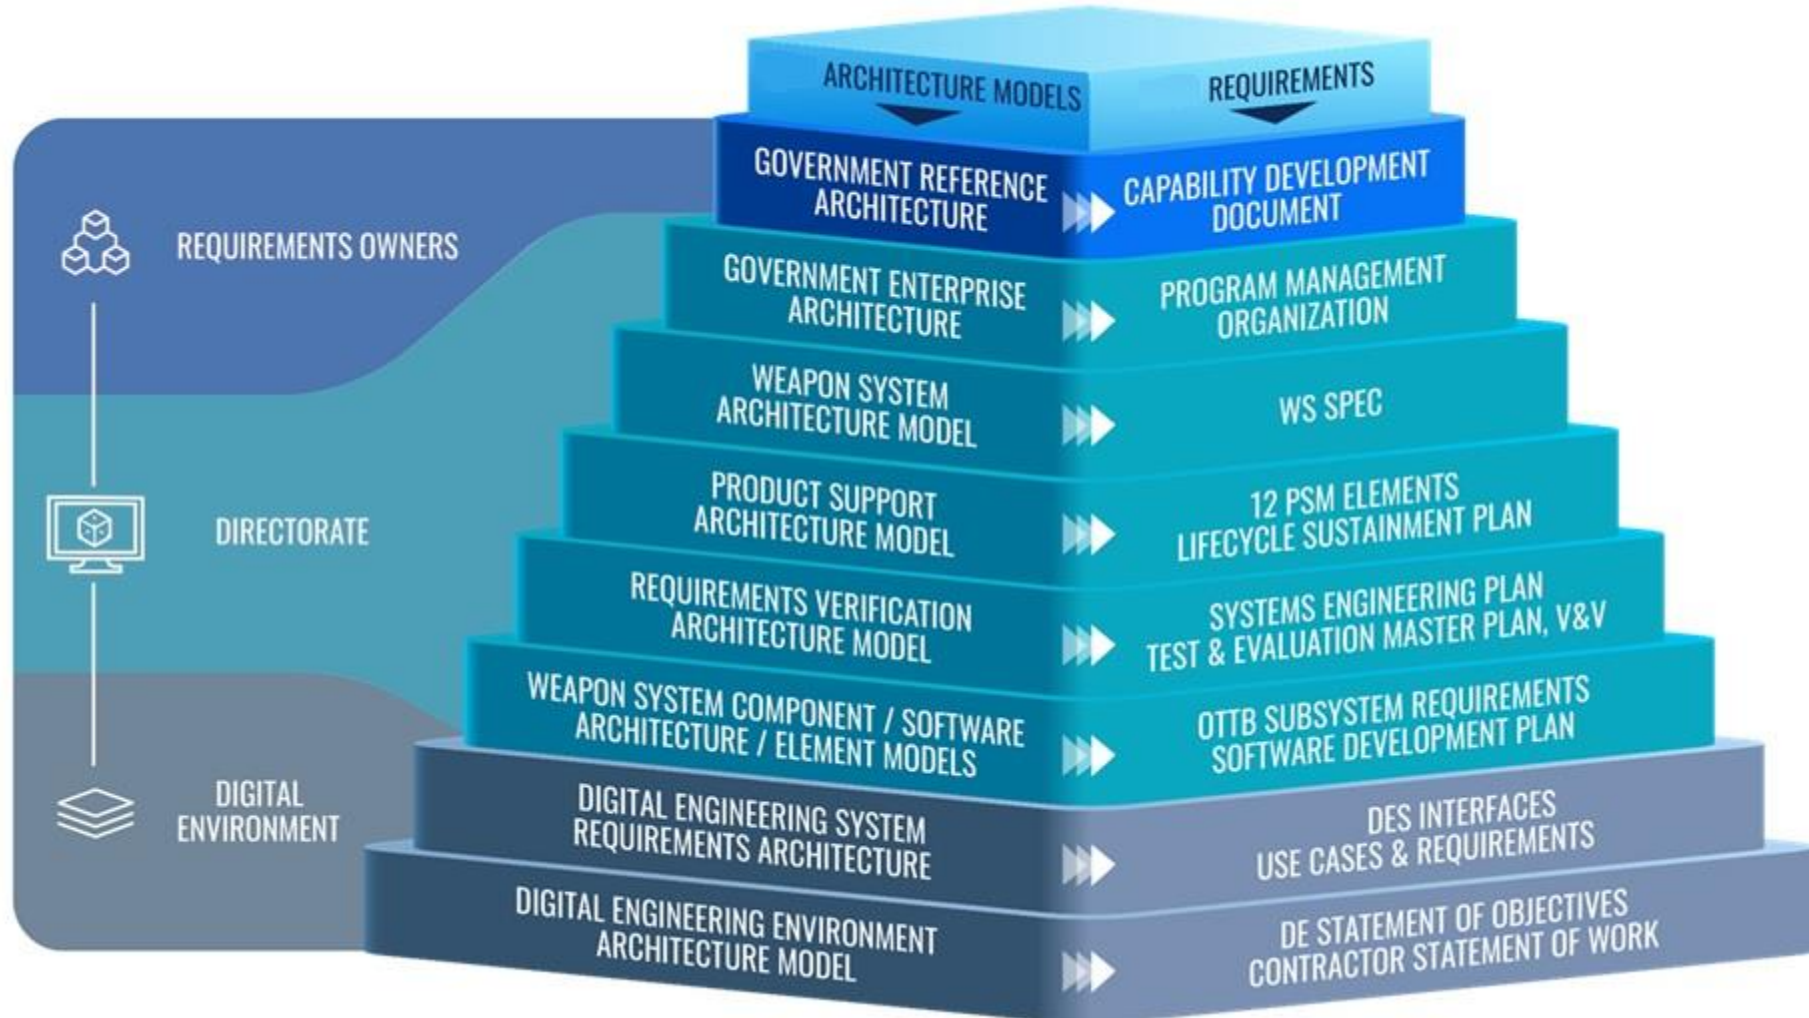 ARCHITECTURE MODELS
REQUIREMENTS
REQUIREMENTS OWNERS
DIRECTORATE
DIGITAL
ENVIRONMENT
GOVERNMENT REFERENCE
ARCHITECTURE
CAPABILITY DEVELOPMENT
DOCUMENT
GOVERNMENT ENTERPRISE
ARCHITECTURE
PROGRAM MANAGEMENT
ORGANIZATION
WEAPON SYSTEM
ARCHITECTURE MODEL
WS SPEC
PRODUCT SUPPORT
ARCHITECTURE MODEL
12 PSM ELEMENTS
LIFECYCLE SUSTAINMENT PLAN
REQUIREMENTS VERIFICATION
ARCHITECTURE MODEL
SYSTEMS ENGINEERING PLAN
TEST & EVALUATION MASTER PLAN, V&V
WEAPON SYSTEM COMPONENT / SOFTWARE
ARCHITECTURE / ELEMENT MODELS
OTTB SUBSYSTEM REQUIREMENTS
SOFTWARE DEVELOPMENT PLAN
DIGITAL ENGINEERING SYSTEM
REQUIREMENTS ARCHITECTURE
DES INTERFACES
USE CASES & REQUIREMENTS
DIGITAL ENGINEERING ENVIRONMENT
ARCHITECTURE MODEL
DE STATEMENT OF OBJECTIVES
CONTRACTOR STATEMENT OF WORK